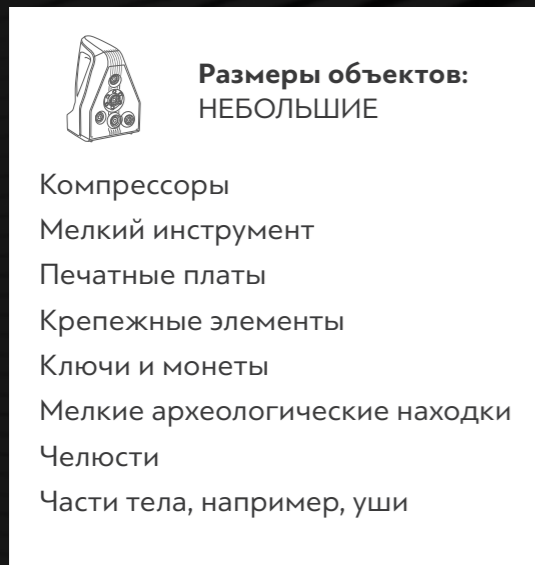 Размеры объектов:
НЕБОЛЬШИЕ
Компрессоры
Мелкий инструмент
Печатные платы
Крепежные элементы
Ключи и монеты
Мелкие археологические находки
Челюсти
Части тела, например, уши